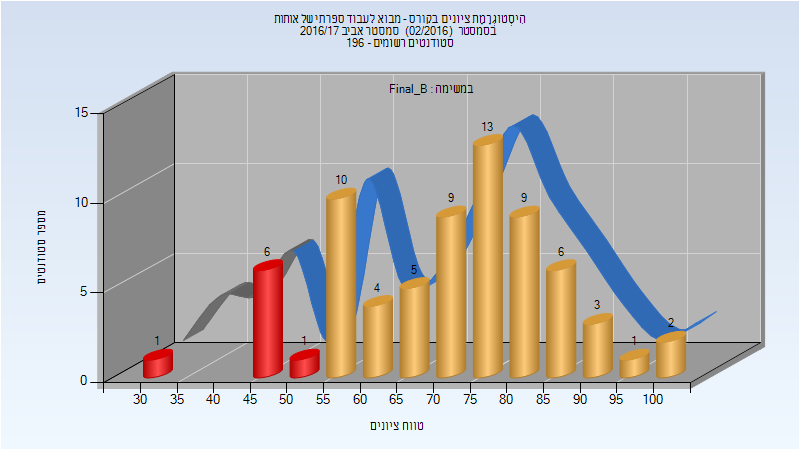 היסטוגרמת ציונים בקורס - מבוא לעבוד ספרתי של אותות
בסמסטר (02/2016) סמסטר אביב 2016/17
סטודנטים רשומים - 196
במשימה : Final_B
מספר סטודנטים
15
10
5
0
1
6
1
10
4
5
9
13
9
6
3
1
2
30 35 40 45 50 55 60 65 70 75 80 85 90 95 100
טווח ציונים